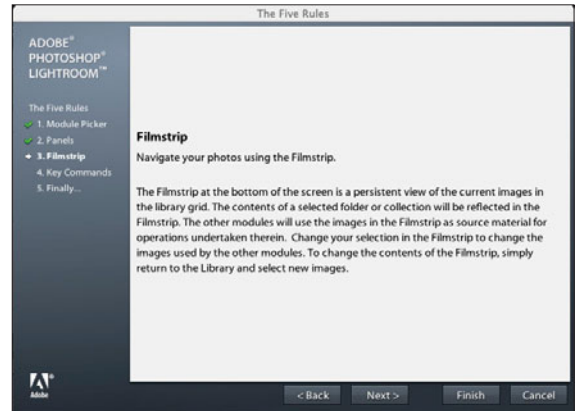 The Five Rules
ADOBE®
PHOTOSHOP®
LIGHTROOM™
The Five Rules
1. Module Picker
2. Panels
3. Filmstrip
4. Key Commands
5. Finally...
Filmstrip
Navigate your photos using the Filmstrip.
The Filmstrip at the bottom of the screen is a persistent view of the current images in
the library grid. The contents of a selected folder or collection will be reflected in the
Filmstrip. The other modules will use the images in the Filmstrip as source material for
operations undertaken therein. Change your selection in the Filmstrip to change the
images used by the other modules. To change the contents of the Filmstrip, simply
return to the Library and select new images.
Adobe
< Back
Next >
Finish
Cancel